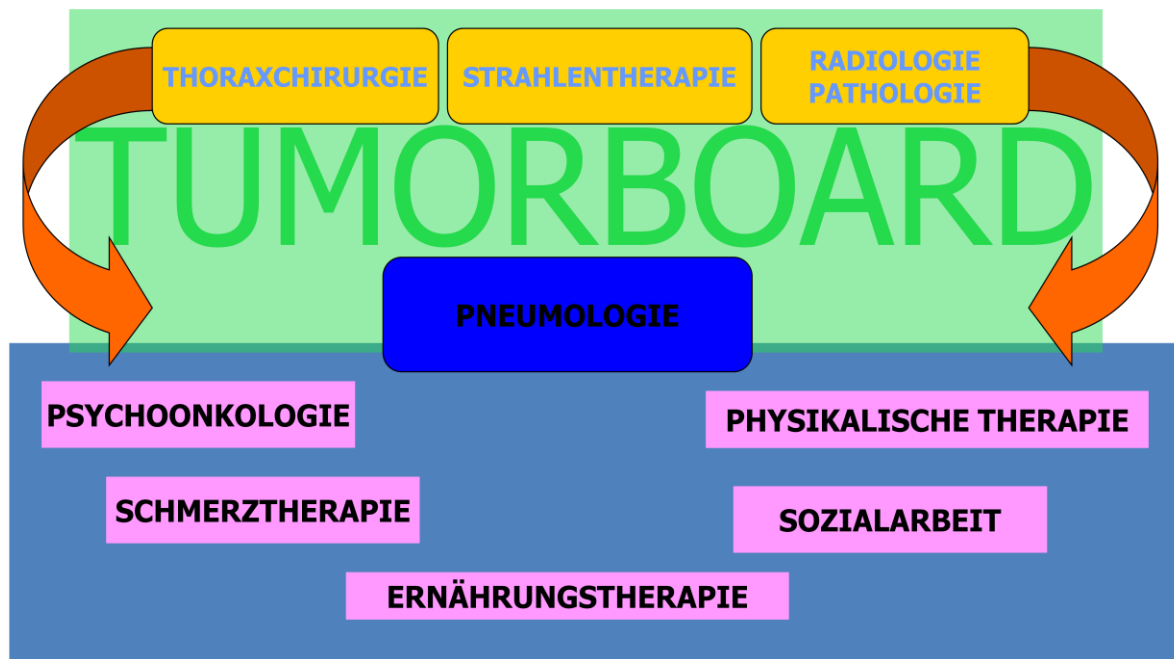 THORAXCHIRURGIE
STRAHLENTHERAPIE
RADIOLOGIE
PATHOLOGIE
TUMORBOARD
PNEUMOLOGIE
PSYCHOONKOLOGIE
PHYSIKALISCHE THERAPIE
SCHMERZTHERAPIE
SOZIALARBEIT
ERNÄHRUNGSTHERAPIE